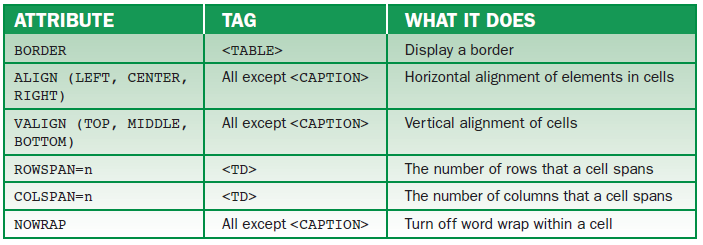 ATTRIBUTE TAG WHAT IT DOES
BORDER <TABLE> Display a border
ALIGN (LEFT, CENTER, All except <CAPTION> Horizontal alignment of elements in cells
RIGHT)
VALIGN (TOP, MIDDLE, All except <CAPTION> Vertical alignment of cells
BOTTOM)
ROWSPAN=n <TD> The number of rows that a cell spans
COLSPAN=n <TD> The number of columns that a cell spans
NOWRAP All except <CAPTION> Turn off word wrap within a cell